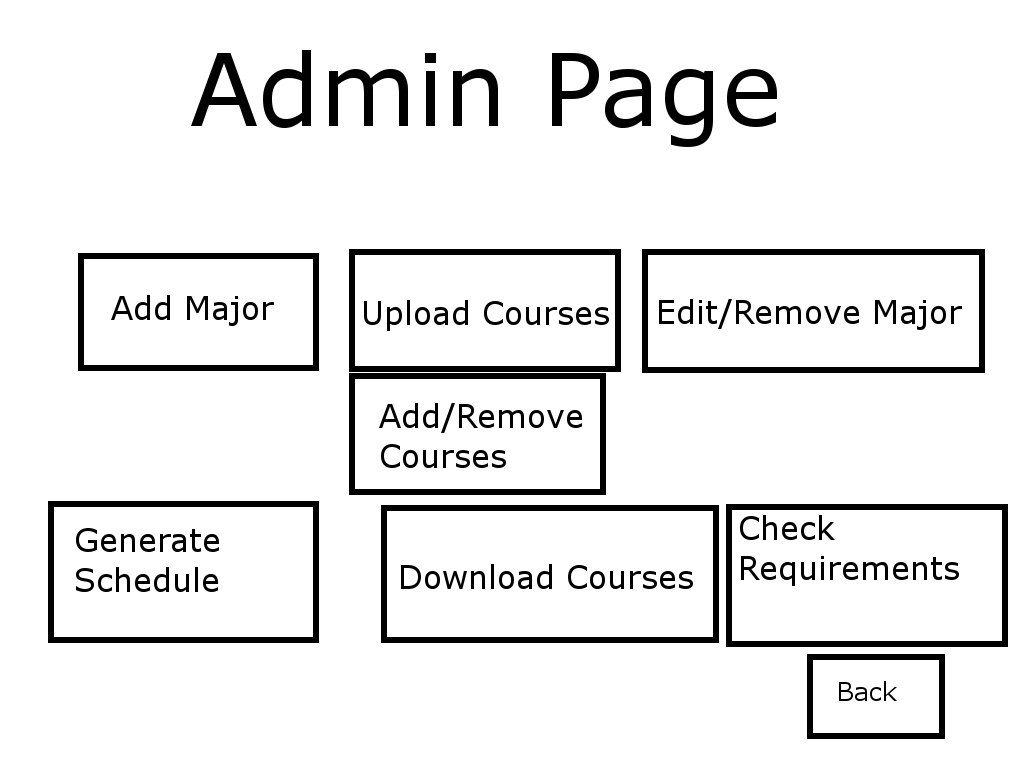 Admin Page
Add Major
Upload Courses
Edit/Remove Major
Add/Remove
Courses
Generate
Schedule
Download Courses
Check
Requirements
Back